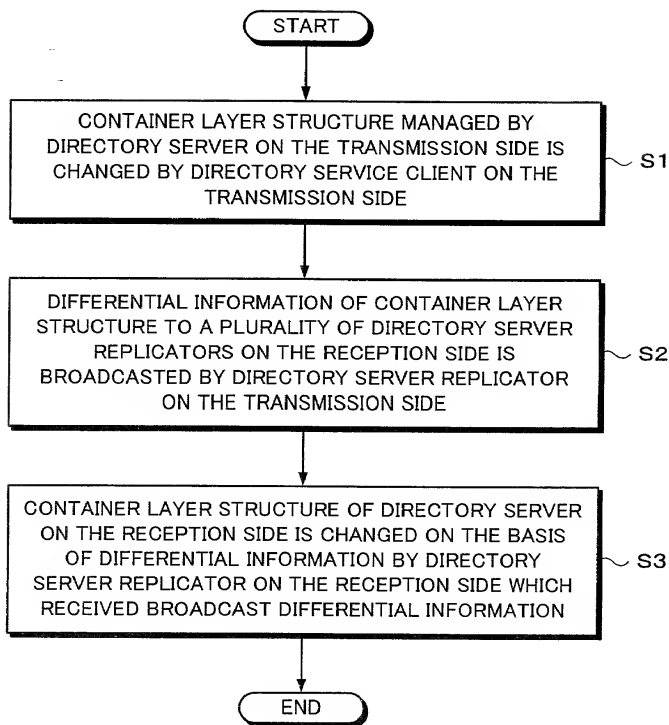 START
CONTAINER LAYER STRUCTURE MANAGED BY
DIRECTORY SERVER ON THE TRANSMISSION SIDE IS
CHANGED BY DIRECTORY SERVICE CLIENT ON THE
TRANSMISSION SIDE
S1
DIFFERENTIAL INFORMATION OF CONTAINER LAYER
STRUCTURE TO A PLURALITY OF DIRECTORY SERVER
REPLICATORS ON THE RECEPTION SIDE IS
BROADCASTED BY DIRECTORY SERVER REPLICATOR
ON THE TRANSMISSION SIDE
S2
CONTAINER LAYER STRUCTURE OF DIRECTORY SERVER
ON THE RECEPTION SIDE IS CHANGED ON THE BASIS
OF DIFFERENTIAL INFORMATION BY DIRECTORY
SERVER REPLICATOR ON THE RECEPTION SIDE WHICH
RECEIVED BROADCAST DIFFERENTIAL INFORMATION
S3
END